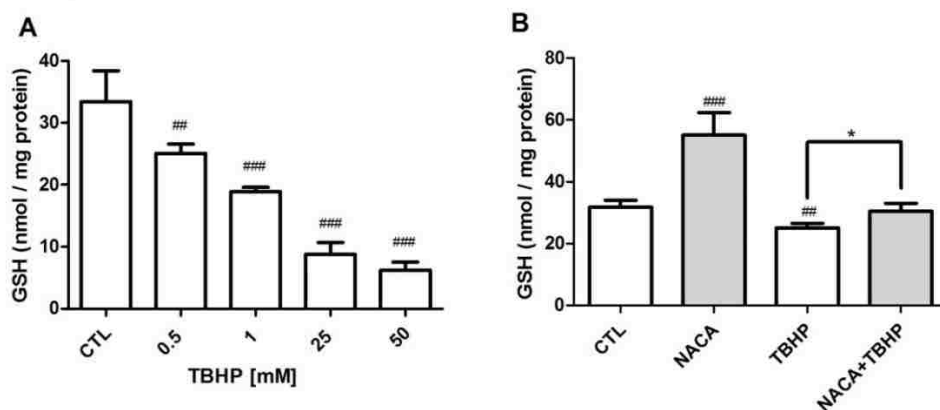 A
GSH (nmol / mg protein)
40
30
20
10
0
##
###
###
###
CTL
0.5
1
25
50
TBHP [mM]
B
GSH (nmol / mg protein)
80
60
40
20
0
###
##
*
CTL
NACA
TBHP
NACA+TBHP